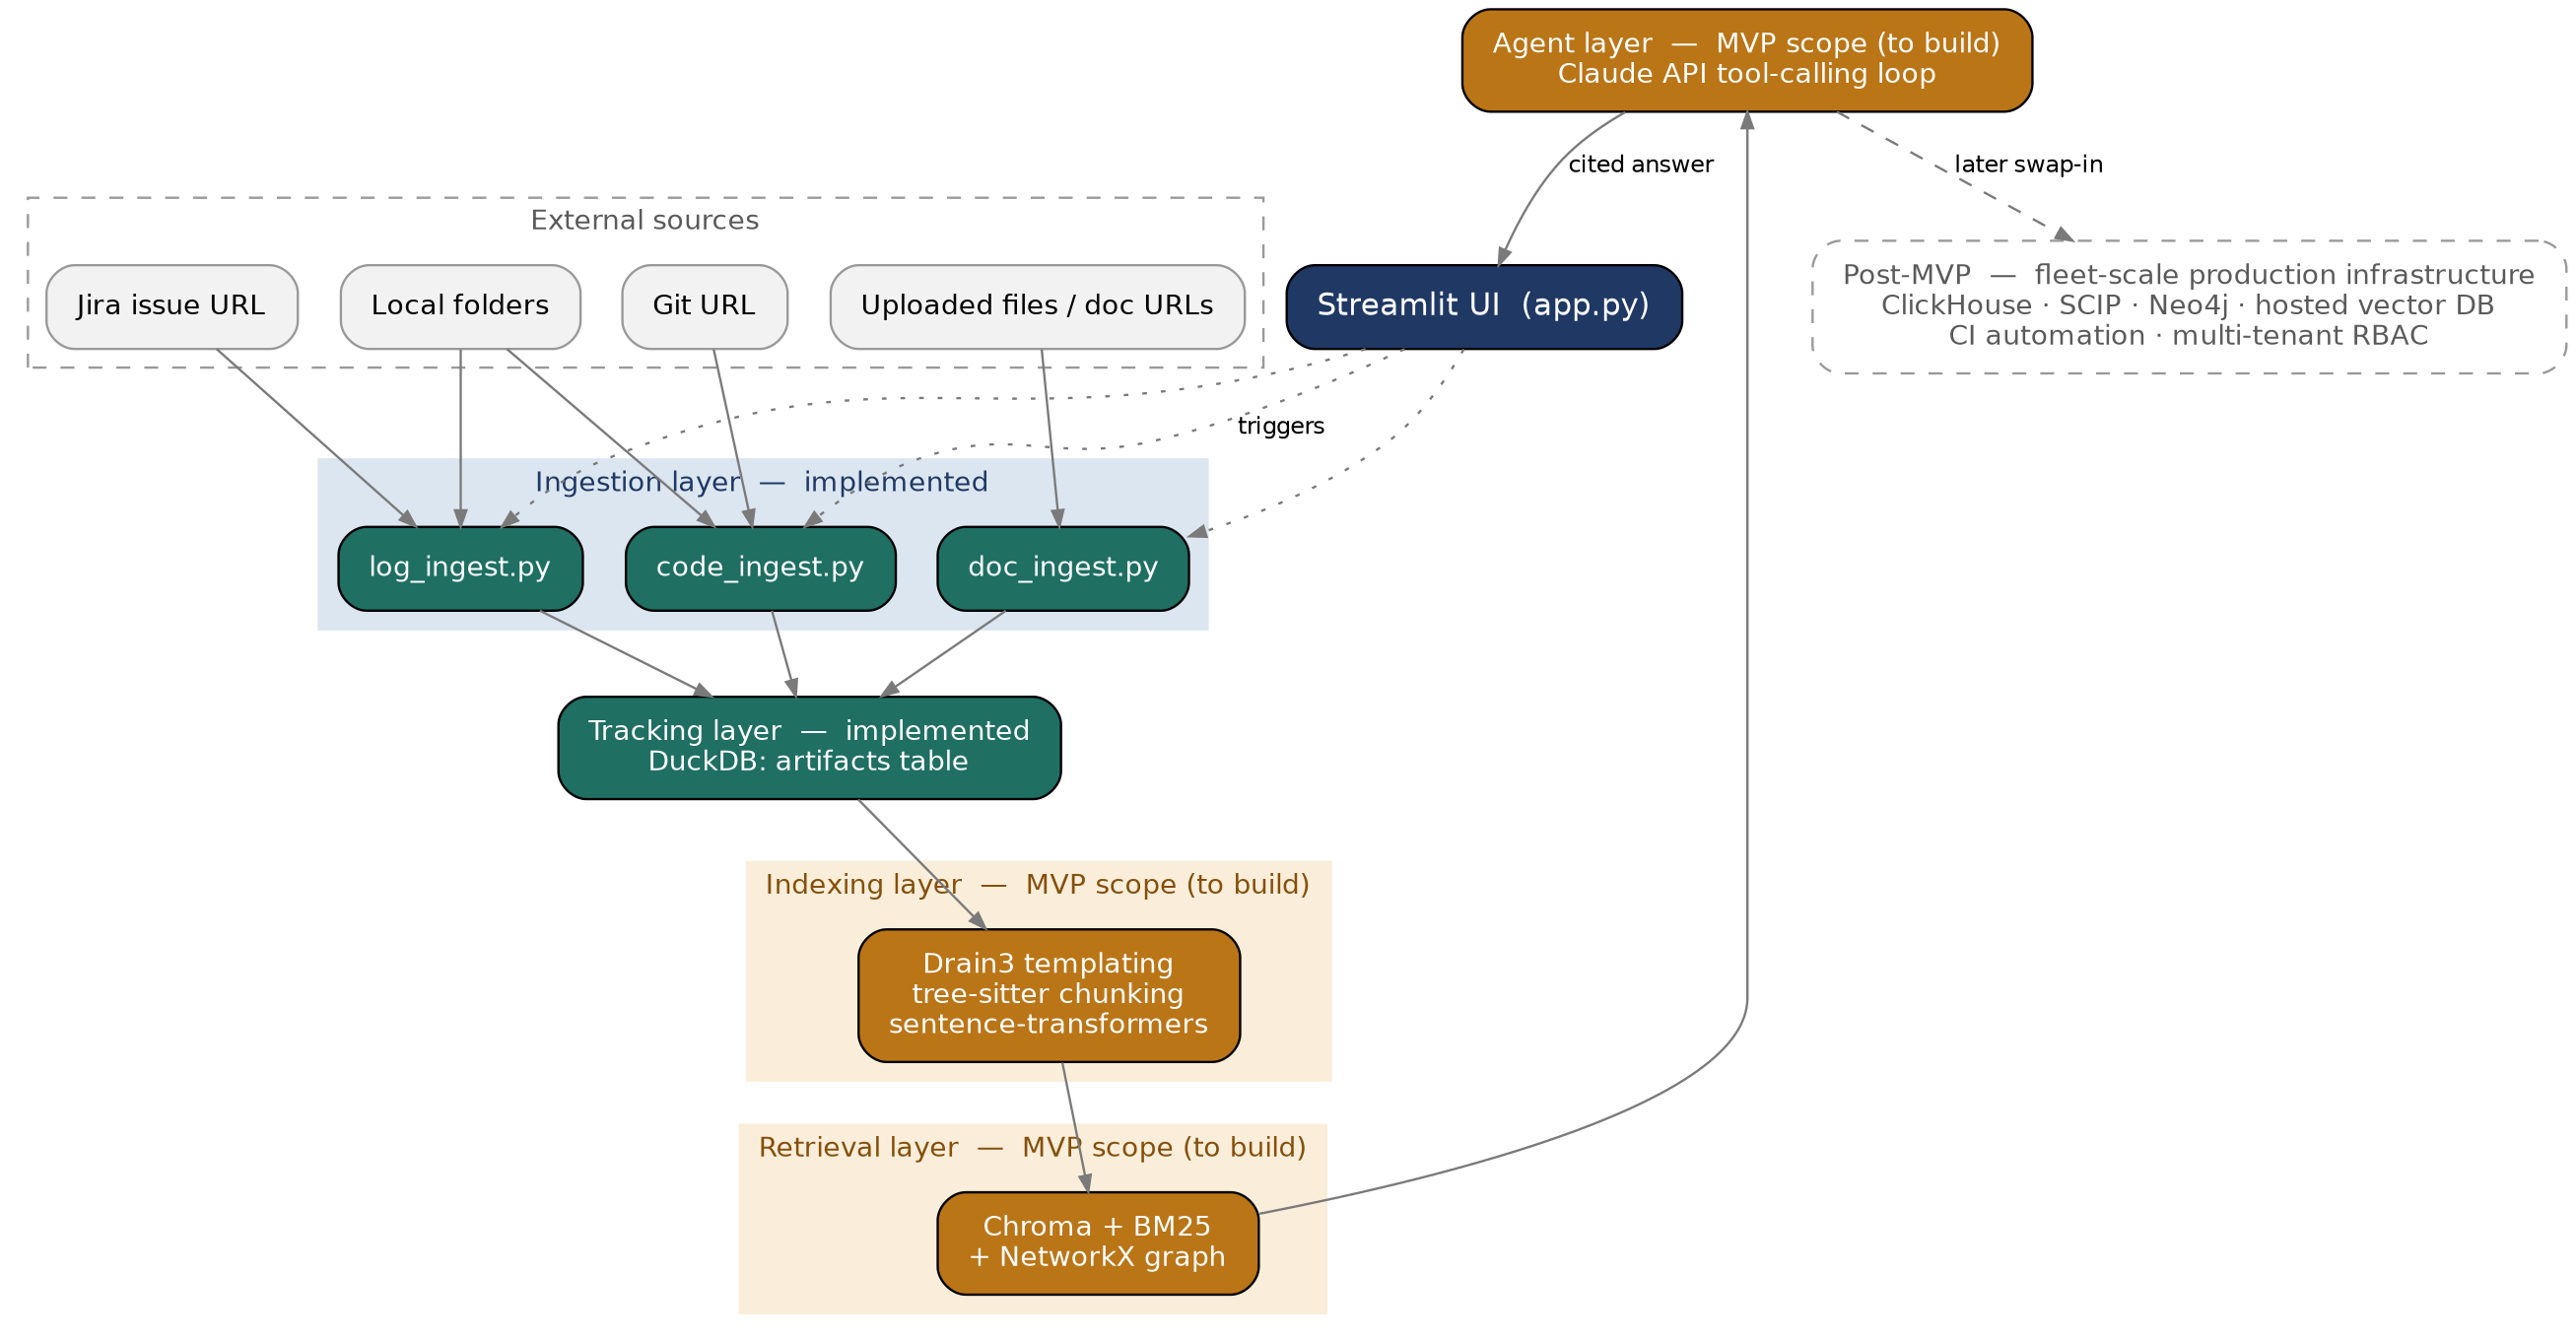 Agent layer  —  MVP scope (to build)
Claude API tool-calling loop
cited answer
later swap-in
External sources
Jira issue URL
Local folders
Git URL
Uploaded files / doc URLs
Streamlit UI  (app.py)
Post-MVP  —  fleet-scale production infrastructure
ClickHouse · SCIP · Neo4j · hosted vector DB
CI automation · multi-tenant RBAC
triggers
Ingestion layer  —  implemented
log_ingest.py
code_ingest.py
doc_ingest.py
Tracking layer  —  implemented
DuckDB: artifacts table
Indexing layer  —  MVP scope (to build)
Drain3 templating
tree-sitter chunking
sentence-transformers
Retrieval layer  —  MVP scope (to build)
Chroma + BM25
+ NetworkX graph